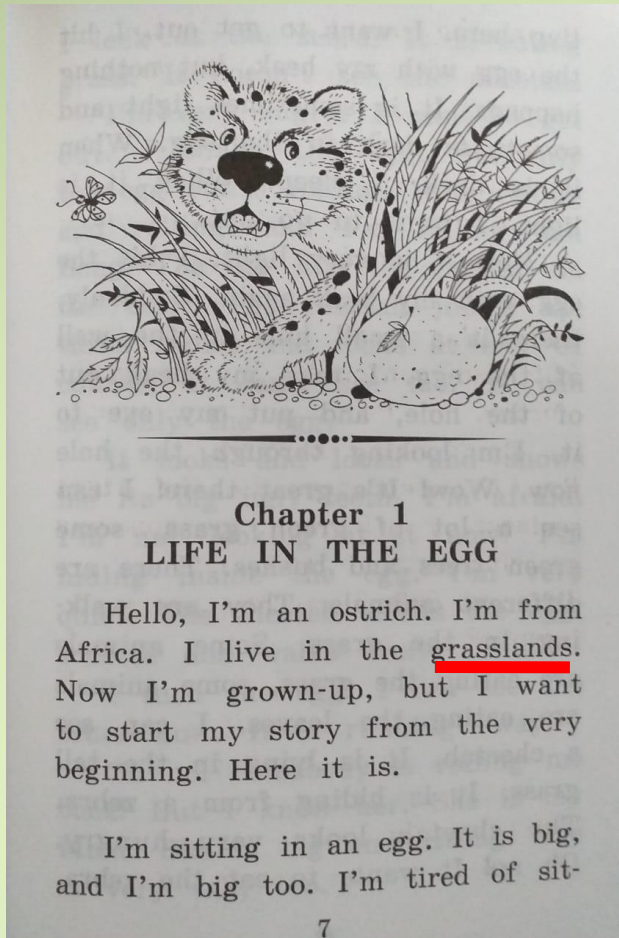 Chapter 1
LIFE IN THE EGG
Hello, I'm an ostrich. I'm from
Africa. I live in the grasslands.
Now I'm grown-up, but I want
to start my story from the very
beginning. Here it is.
I'm sitting in an egg. It is big,
and I'm big too. I'm tired of sit-
7